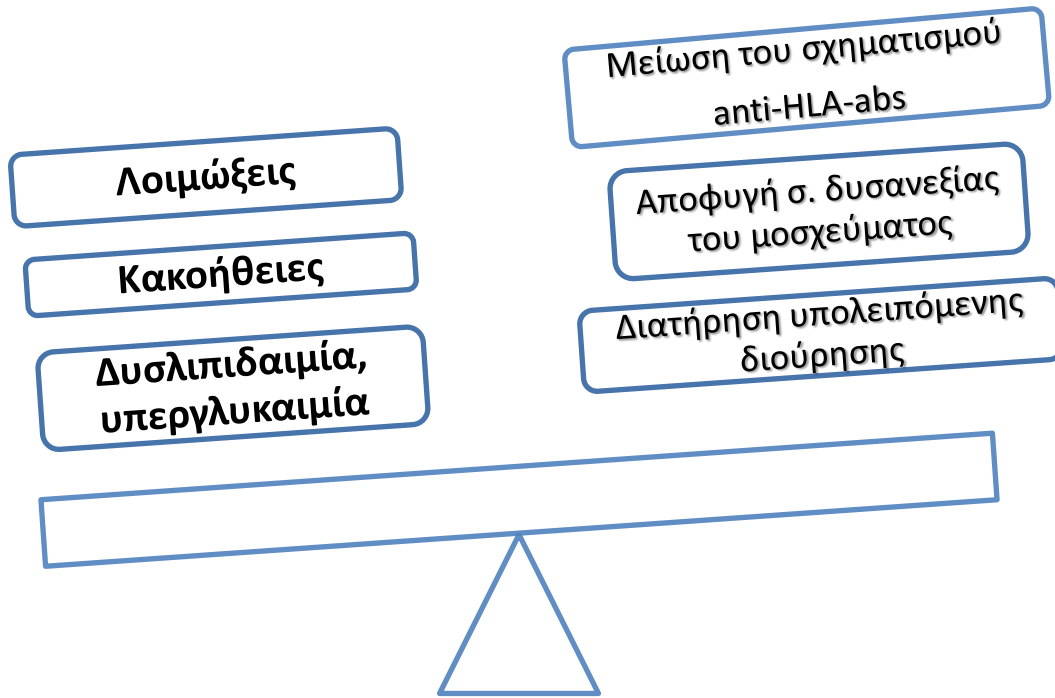 Λοιμώξεις
Κακοήθειες
Δυσλιπιδαιμία,
υπεργλυκαιμία
Μείωση του σχηματισμού
anti-HLA-abs
Αποφυγή σ. δυσανεξίας
του μοσχεύματος
Διατήρηση υπολειπόμενης
διούρησης